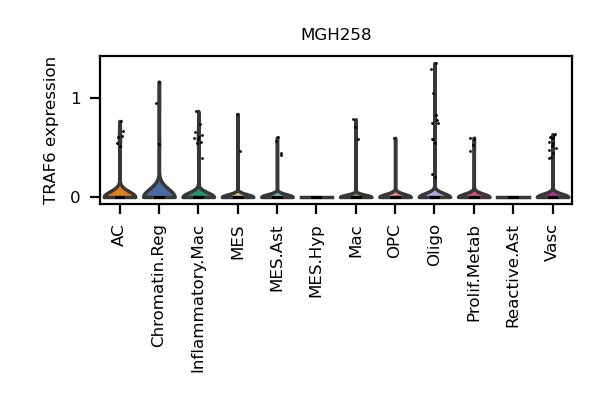 MGH258
TRAF6 expression
1
0
AC
Chromatin.Reg
Inflammatory.Mac
MES
MES.Ast
MES.Hyp
Mac
OPC
Oligo
Prolif.Metab
Reactive.Ast
Vasc